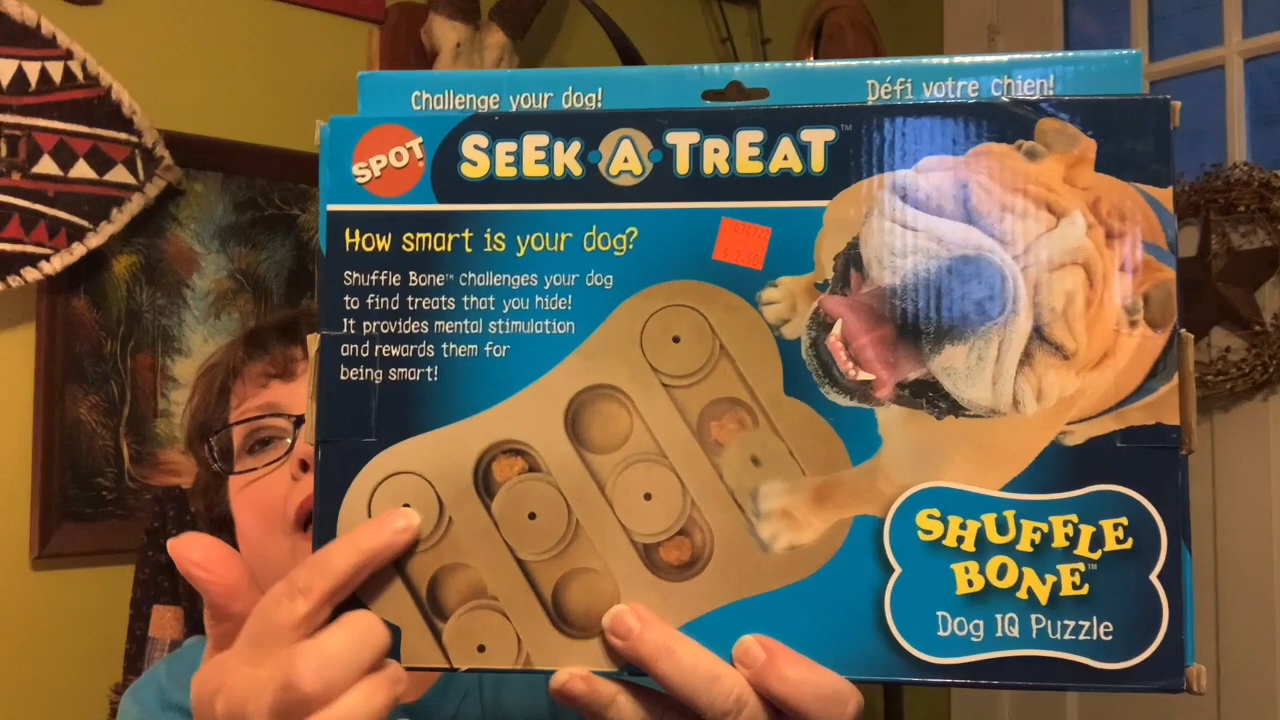 Challenge your dog!
Défi votre chien!
SPOT
SEEK·A·TREAT™
How smart is your dog?
Shuffle Bone™ challenges your dog
to find treats that you hide!
It provides mental stimulation
and rewards them for
being smart!
SHUFFLE
BONE™
Dog IQ Puzzle